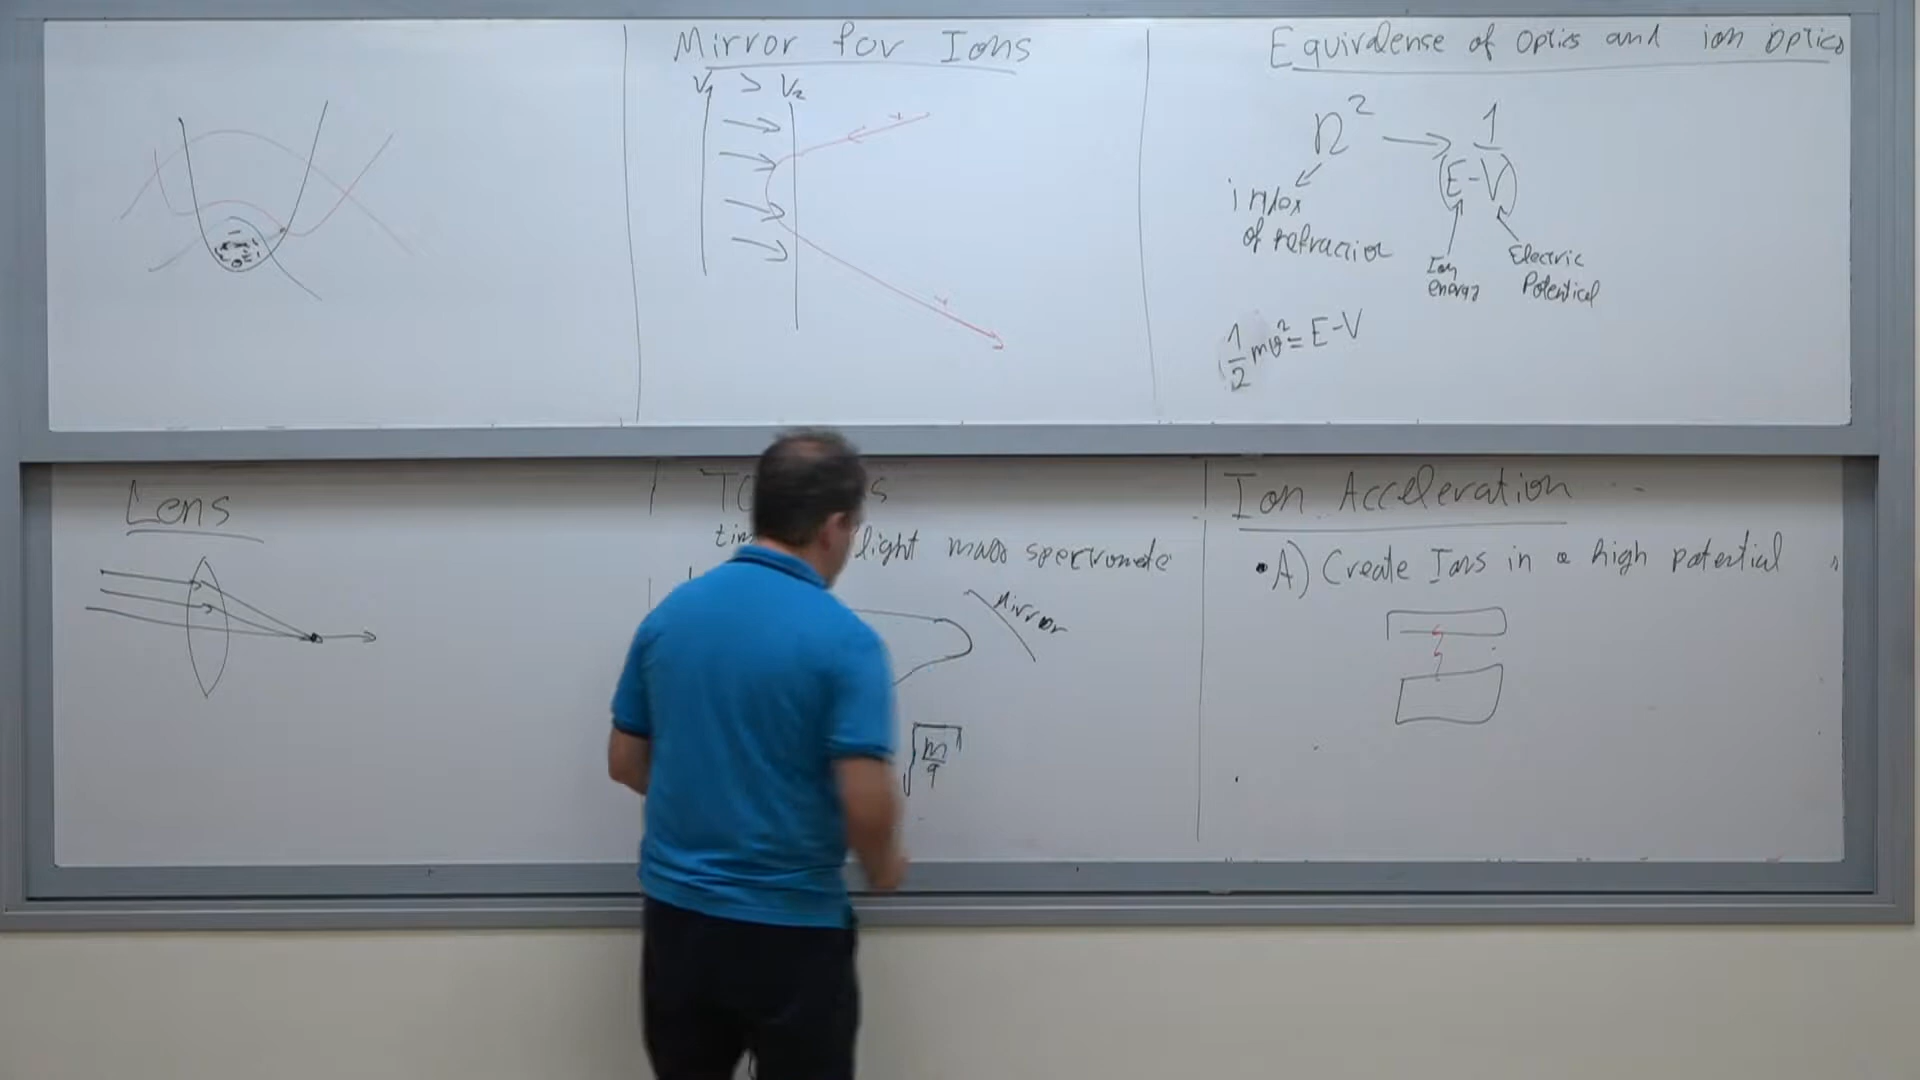 Mirror for Ions
V₁ > V₂
Equivalense of Optics and ion optics
n² → 1
(E-V)
index
of refraction
Ion
energy
Electric
Potential
1/2 mv² = E-V
Lens
light mass
Mirror
√m/q
Ion Acceleration
• A) Create Ions in a high potential